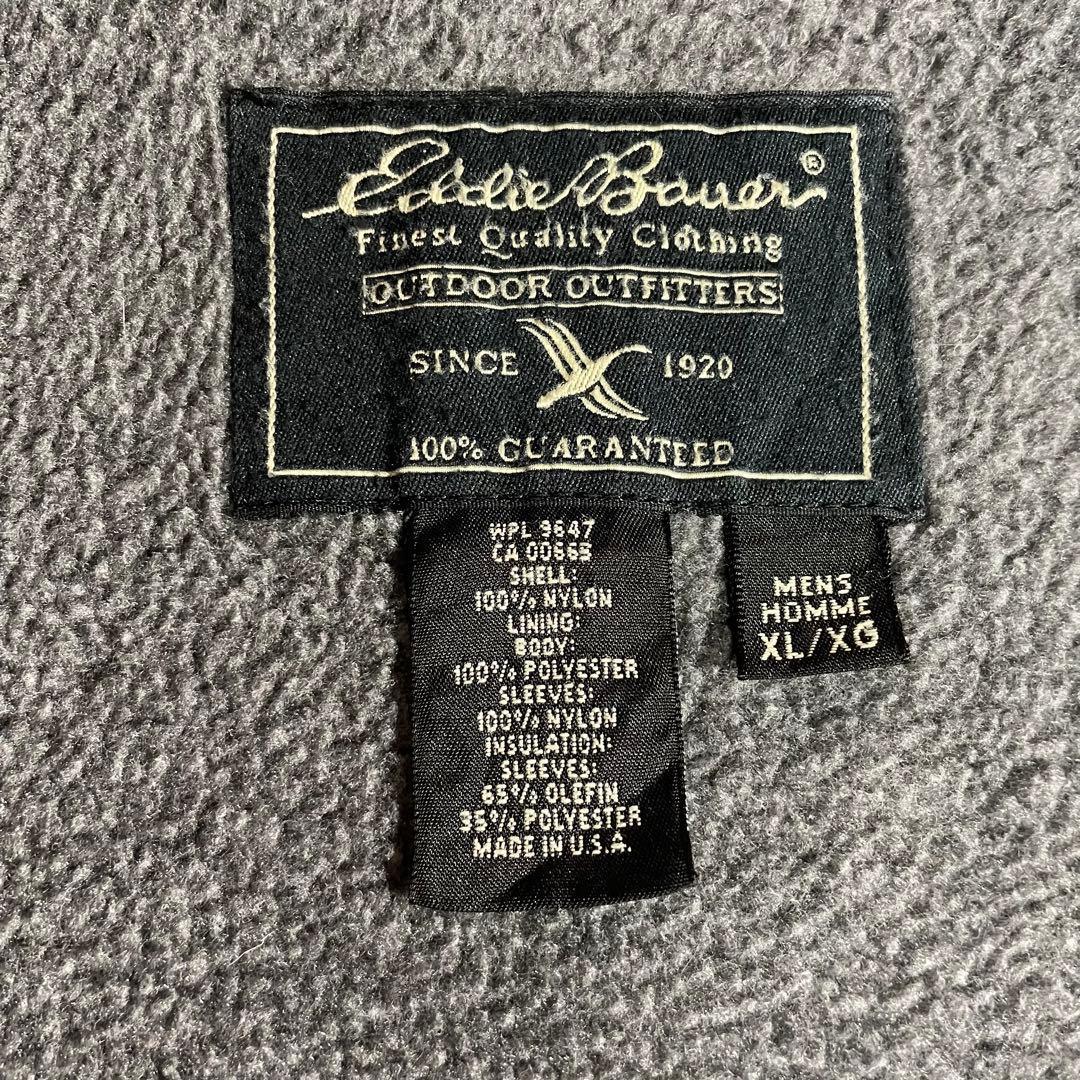 Eddie Bauer®
Finest Quality Clothing
OUTDOOR OUTFITTERS
SINCE 1920
100% GUARANTEED
WPL 9647
CA 00665
SHELL:
100% NYLON
LINING:
BODY:
100% POLYESTER
SLEEVES:
100% NYLON
INSULATION:
SLEEVES:
65% OLEFIN
35% POLYESTER
MADE IN U.S.A.
MENS
HOMME
XL/XG